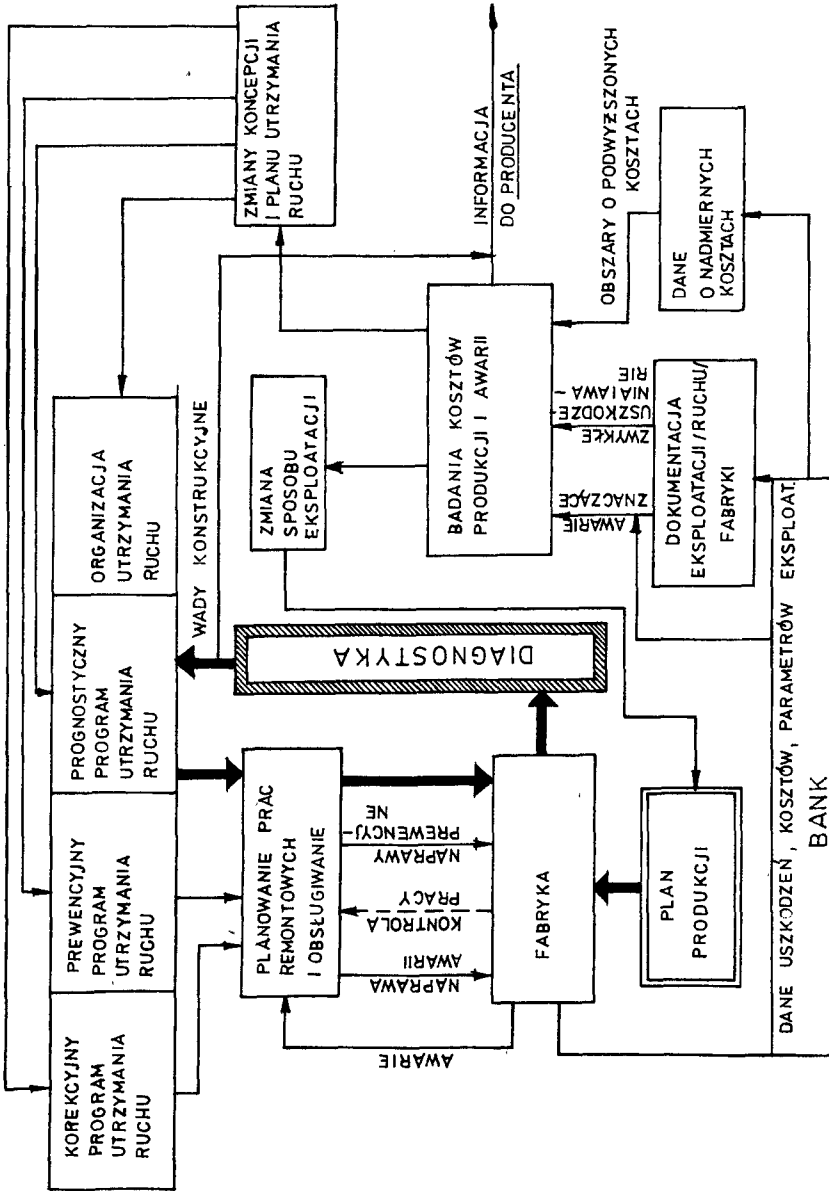 KOREKCYJNY
PROGRAM
UTRZYMANIA
RUCHU
PREWENCYJNY
PROGRAM
UTRZYMANIA
RUCHU
PROGNOSTYCZNY
PROGRAM
UTRZYMANIA
RUCHU
ORGANIZACJA
UTRZYMANIA
RUCHU
ZMIANY KONCEPCJI
I PLANU UTRZYMANIA
RUCHU
WADY KONSTRUKCYJNE
PLANOWANIE PRAC
REMONTOWYCH
I OBSŁUGIWANIE
DIAGNOSTYKA
ZMIANA
SPOSOBU
EKSPLOATACJI
AWARIE
NAPRAWA
AWARII
KONTROLA
PRACY
NAPRAWY
PREWENCYJ-
NE
FABRYKA
BADANIA KOSZTÓW
PRODUKCJI I AWARII
INFORMACJA
DO PRODUCENTA
AWARIE
ZNACZĄCE
ZWYKŁE
USZKODZE-
NIA I AWA-
RIE
OBSZARY O PODWYŻSZONYCH
KOSZTACH
PLAN
PRODUKCJI
DOKUMENTACJA
EKSPLOATACJI /RUCHU/
FABRYKI
DANE
O NADMIERNYCH
KOSZTACH
DANE USZKODZEŃ, KOSZTÓW, PARAMETRÓW EKSPLOAT.
BANK